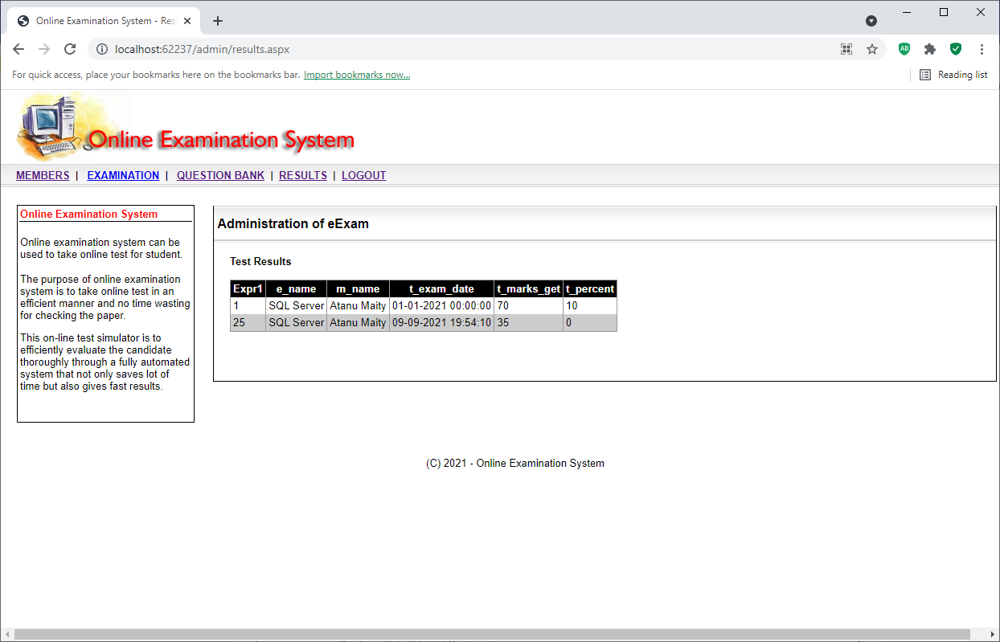 Online Examination System - Res
localhost:62237/admin/results.aspx
AB
For quick access, place your bookmarks here on the bookmarks bar. Import bookmarks now...
Reading list
Online Examination System
MEMBERS | EXAMINATION | QUESTION BANK | RESULTS | LOGOUT
Online Examination System
Online examination system can be
used to take online test for student.
The purpose of online examination
system is to take online test in an
efficient manner and no time wasting
for checking the paper.
This on-line test simulator is to
efficiently evaluate the candidate
thoroughly through a fully automated
system that not only saves lot of
time but also gives fast results.
Administration of eExam
Test Results
Expr1 e_name m_name t_exam_date t_marks_get t_percent
1 SQL Server Atanu Maity 01-01-2021 00:00:00 70 10
25 SQL Server Atanu Maity 09-09-2021 19:54:10 35 0
(C) 2021 - Online Examination System